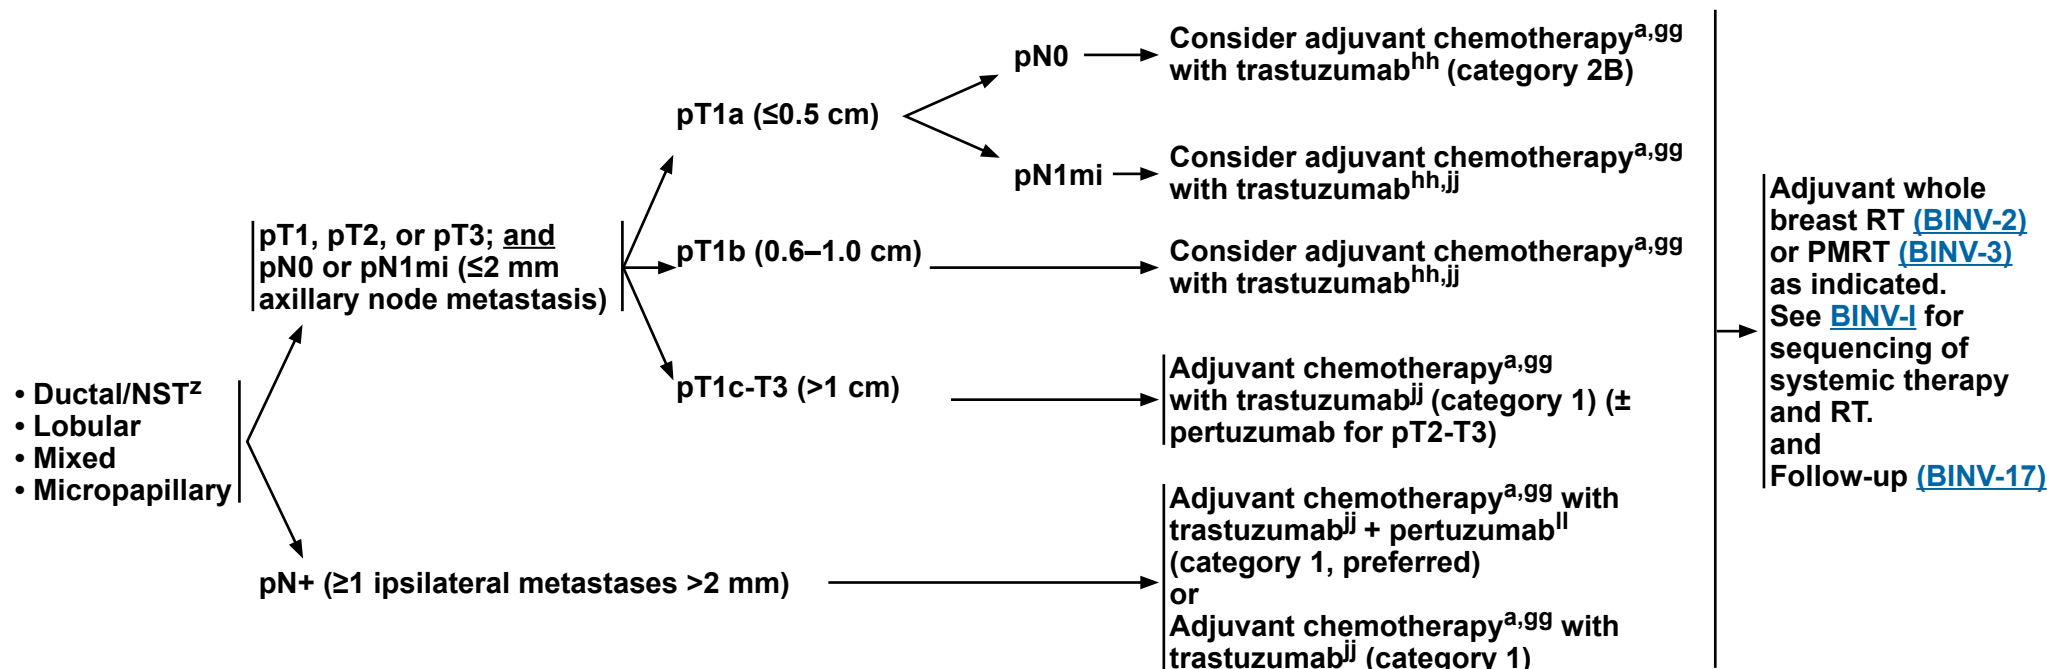 • Ductal/NSTz
• Lobular
• Mixed
• Micropapillary
pT1, pT2, or pT3; and
pN0 or pN1mi (≤2 mm
axillary node metastasis)
pN+ (≥1 ipsilateral metastases >2 mm)
pT1a (≤0.5 cm)
pT1b (0.6–1.0 cm)
pT1c-T3 (>1 cm)
pN0
pN1mi
Consider adjuvant chemotherapya,gg
with trastuzumabhh (category 2B)
Consider adjuvant chemotherapya,gg
with trastuzumabhh,jj
Consider adjuvant chemotherapya,gg
with trastuzumabhh,jj
Adjuvant chemotherapya,gg
with trastuzumabjj (category 1) (±
pertuzumab for pT2-T3)
Adjuvant chemotherapya,gg with
trastuzumabjj + pertuzumabll
(category 1, preferred)
or
Adjuvant chemotherapya,gg with
trastuzumabjj (category 1)
Adjuvant whole
breast RT (BINV-2)
or PMRT (BINV-3)
as indicated.
See BINV-I for
sequencing of
systemic therapy
and RT.
and
Follow-up (BINV-17)